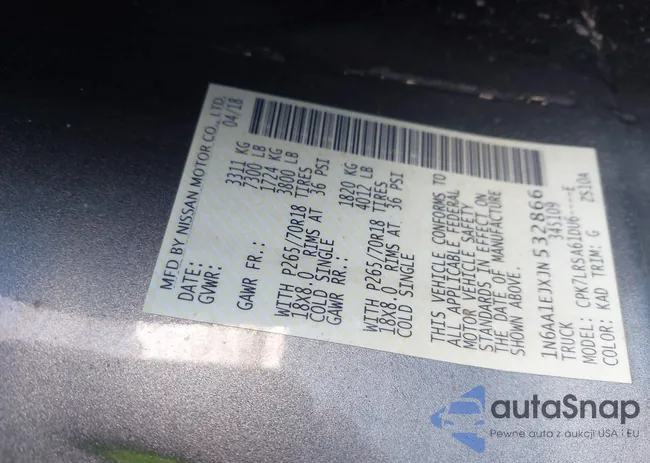 MFD BY NISSAN MOTOR CO., LTD.
DATE: 04/18
GVWR: 3311 KG
7300 LB
GAWR FR.: 1724 KG
3800 LB
WITH P265/70R18 TIRES
18X8.0 RIMS AT 36 PSI
COLD SINGLE
GAWR RR.: 1820 KG
4012 LB
WITH P265/70R18 TIRES
18X8.0 RIMS AT 36 PSI
COLD SINGLE
THIS VEHICLE CONFORMS TO
ALL APPLICABLE FEDERAL
MOTOR VEHICLE SAFETY
STANDARDS IN EFFECT ON
THE DATE OF MANUFACTURE
SHOWN ABOVE.
1N6AA1EJXJN532866
TRUCK 345109
MODEL: CPK7LRSA61DU6---E
COLOR: KAD TRIM: G ZS10A
autaSnap
Pewne auta z aukcji USA i EU